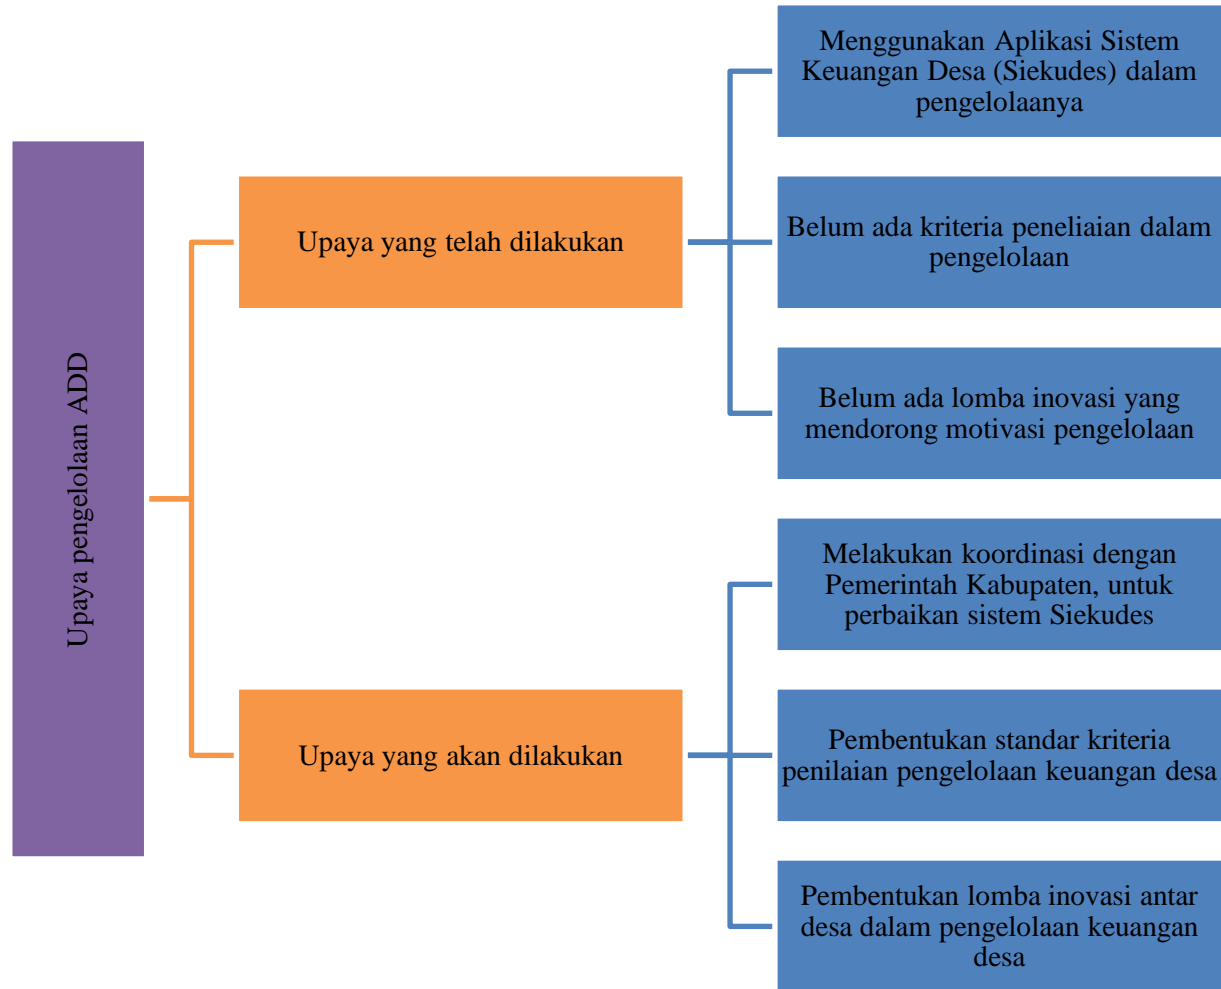 Upaya pengelolaan ADD
Upaya yang telah dilakukan
Menggunakan Aplikasi Sistem
Keuangan Desa (Siekudes) dalam
pengelolaanya
Belum ada kriteria peneliaian dalam
pengelolaan
Belum ada lomba inovasi yang
mendorong motivasi pengelolaan
Upaya yang akan dilakukan
Melakukan koordinasi dengan
Pemerintah Kabupaten, untuk
perbaikan sistem Siekudes
Pembentukan standar kriteria
penilaian pengelolaan keuangan desa
Pembentukan lomba inovasi antar
desa dalam pengelolaan keuangan
desa